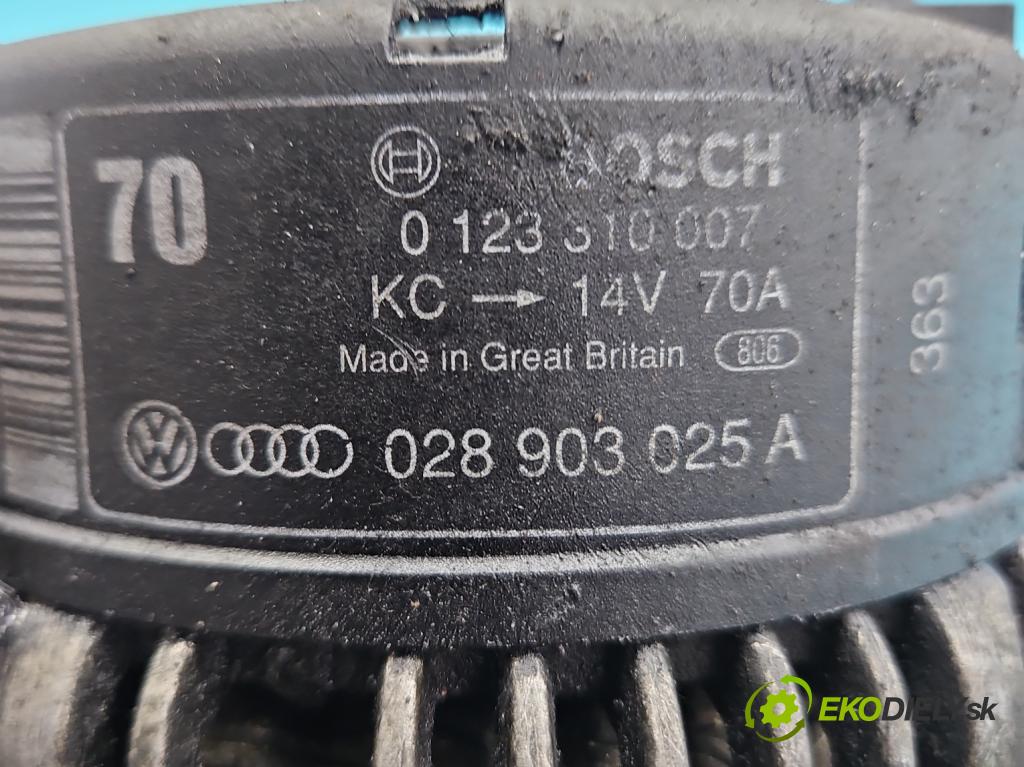 70
BOSCH
0 123 310 007
KC → 14V 70A
Made in Great Britain 806
363
VW 028 903 025 A
EKODIELY.sk